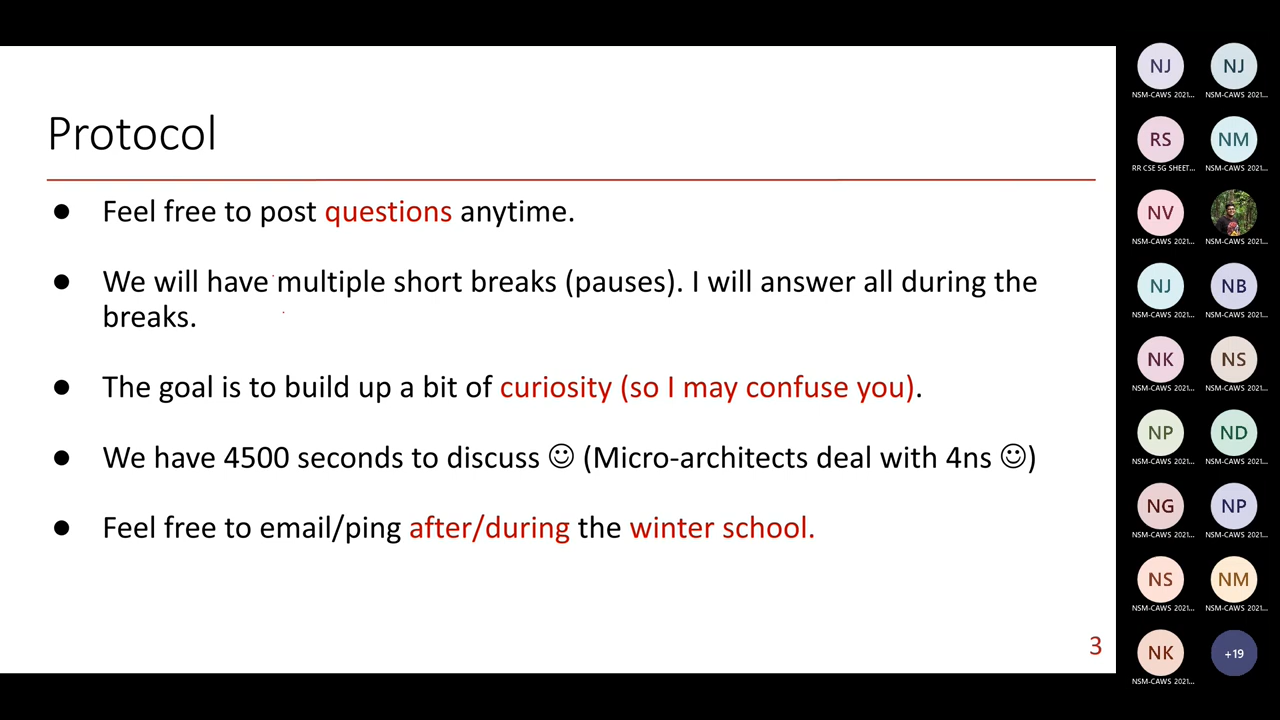 Protocol
● Feel free to post questions anytime.
● We will have multiple short breaks (pauses). I will answer all during the
breaks.
● The goal is to build up a bit of curiosity (so I may confuse you).
● We have 4500 seconds to discuss ☺ (Micro-architects deal with 4ns ☺)
● Feel free to email/ping after/during the winter school.
3
NJ NJ
NSM-CAWS 2021... NSM-CAWS 2021...
RS NM
RR CSE 5G SHEET... NSM-CAWS 2021...
NV
NSM-CAWS 2021... NSM-CAWS 2021...
NJ NB
NSM-CAWS 2021... NSM-CAWS 2021...
NK NS
NSM-CAWS 2021... NSM-CAWS 2021...
NP ND
NSM-CAWS 2021... NSM-CAWS 2021...
NG NP
NSM-CAWS 2021... NSM-CAWS 2021...
NS NM
NSM-CAWS 2021... NSM-CAWS 2021...
NK +19
NSM-CAWS 2021...